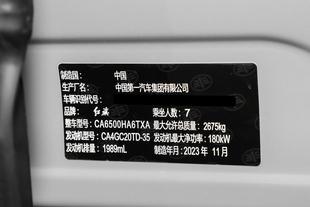 制造国: 中国
生产厂名: 中国第一汽车集团有限公司
车辆识别代号:
品牌: 红旗 乘坐人数: 7
整车型号: CA6500HA6TXA 最大允许总质量: 2675kg
发动机型号: CA4GC20TD-35 发动机最大净功率: 180kW
发动机排量: 1989mL 制造年月: 2023 年 11 月